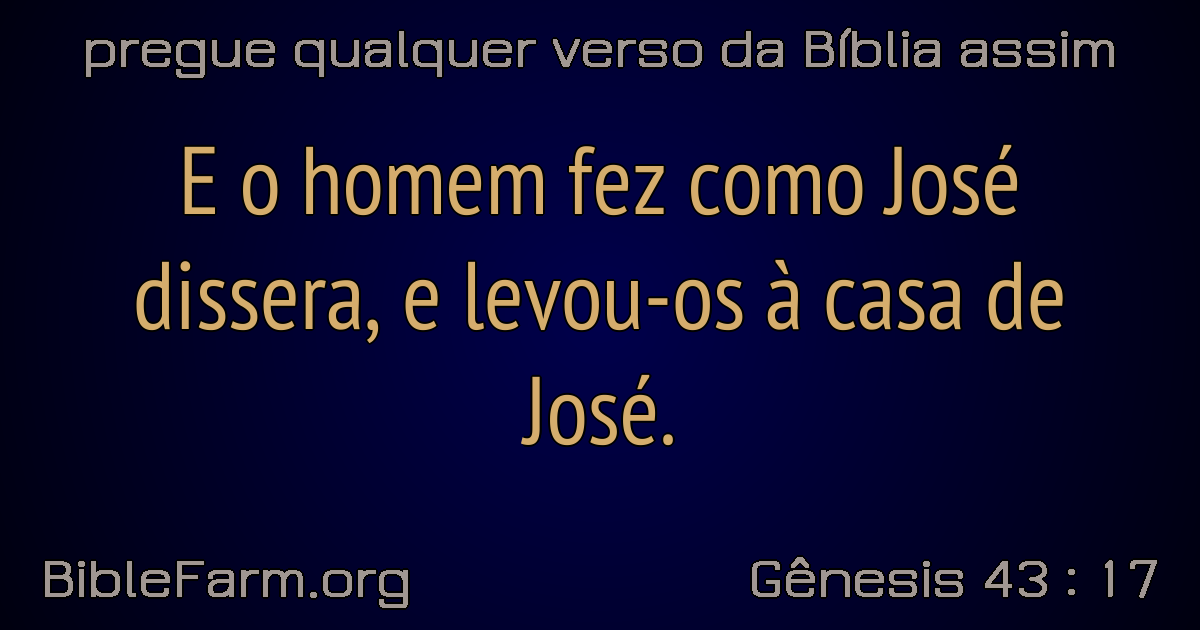 pregue qualquer verso da Bíblia assim
E o homem fez como José
dissera, e levou-os à casa de
José.
BibleFarm.org
Gênesis 43 : 17